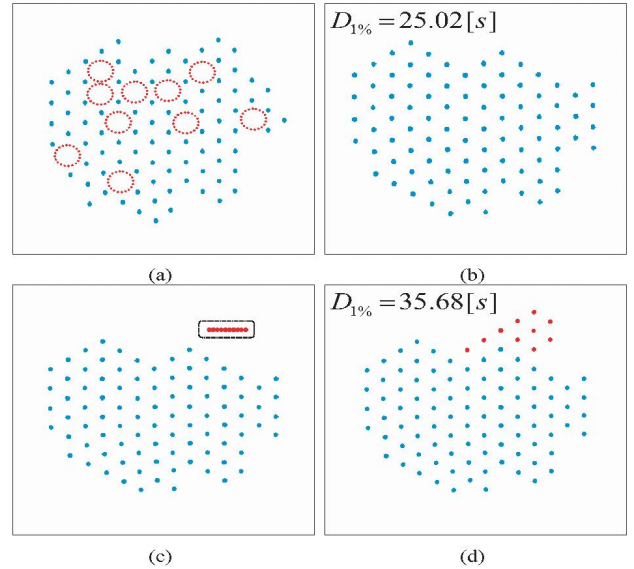 D1% = 25.02[s]
(a)
(b)
D1% = 35.68[s]
(c)
(d)